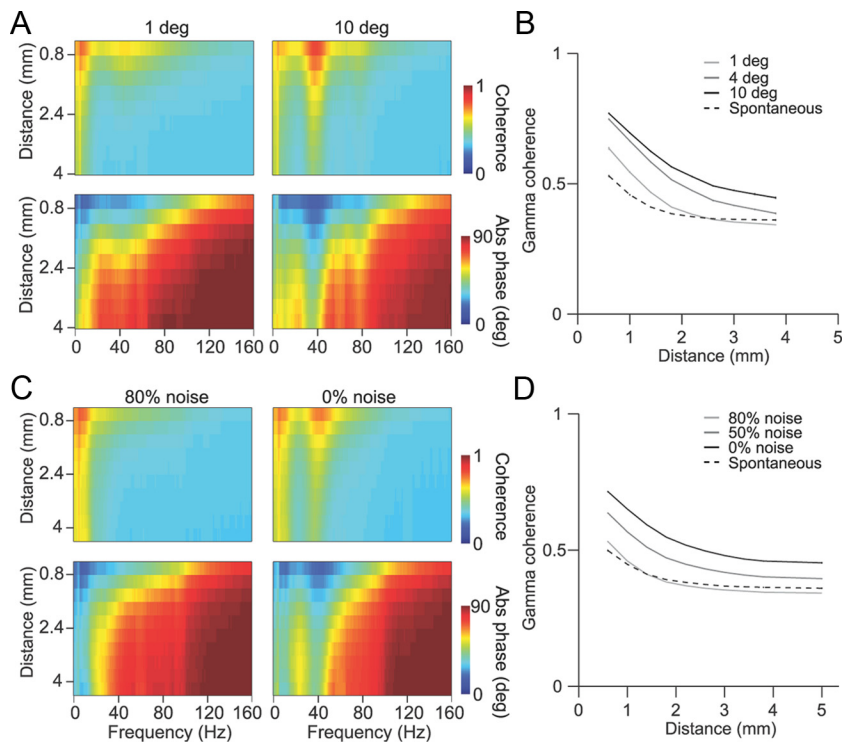 A
1 deg
10 deg
Distance (mm)
0.8
2.4
4
1
0
Coherence
Distance (mm)
0.8
2.4
4
0
40
80
120
160
0
40
80
120
160
90
0
Abs phase (deg)
B
1
0.5
0
Gamma coherence
1 deg
4 deg
10 deg
Spontaneous
0
1
2
3
4
5
Distance (mm)
C
80% noise
0% noise
Distance (mm)
0.8
2.4
4
1
0
Coherence
Distance (mm)
0.8
2.4
4
0
40
80
120
160
0
40
80
120
160
Frequency (Hz)
Frequency (Hz)
90
0
Abs phase (deg)
D
1
0.5
0
Gamma coherence
80% noise
50% noise
0% noise
Spontaneous
0
1
2
3
4
5
Distance (mm)